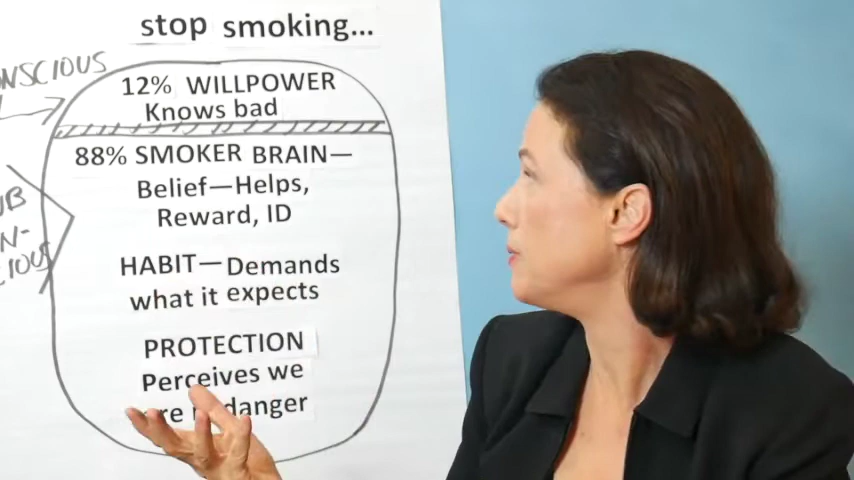 stop smoking...
12% WILLPOWER
Knows bad
88% SMOKER BRAIN—
Belief—Helps,
Reward, ID
HABIT—Demands
what it expects
PROTECTION
Perceives we
danger